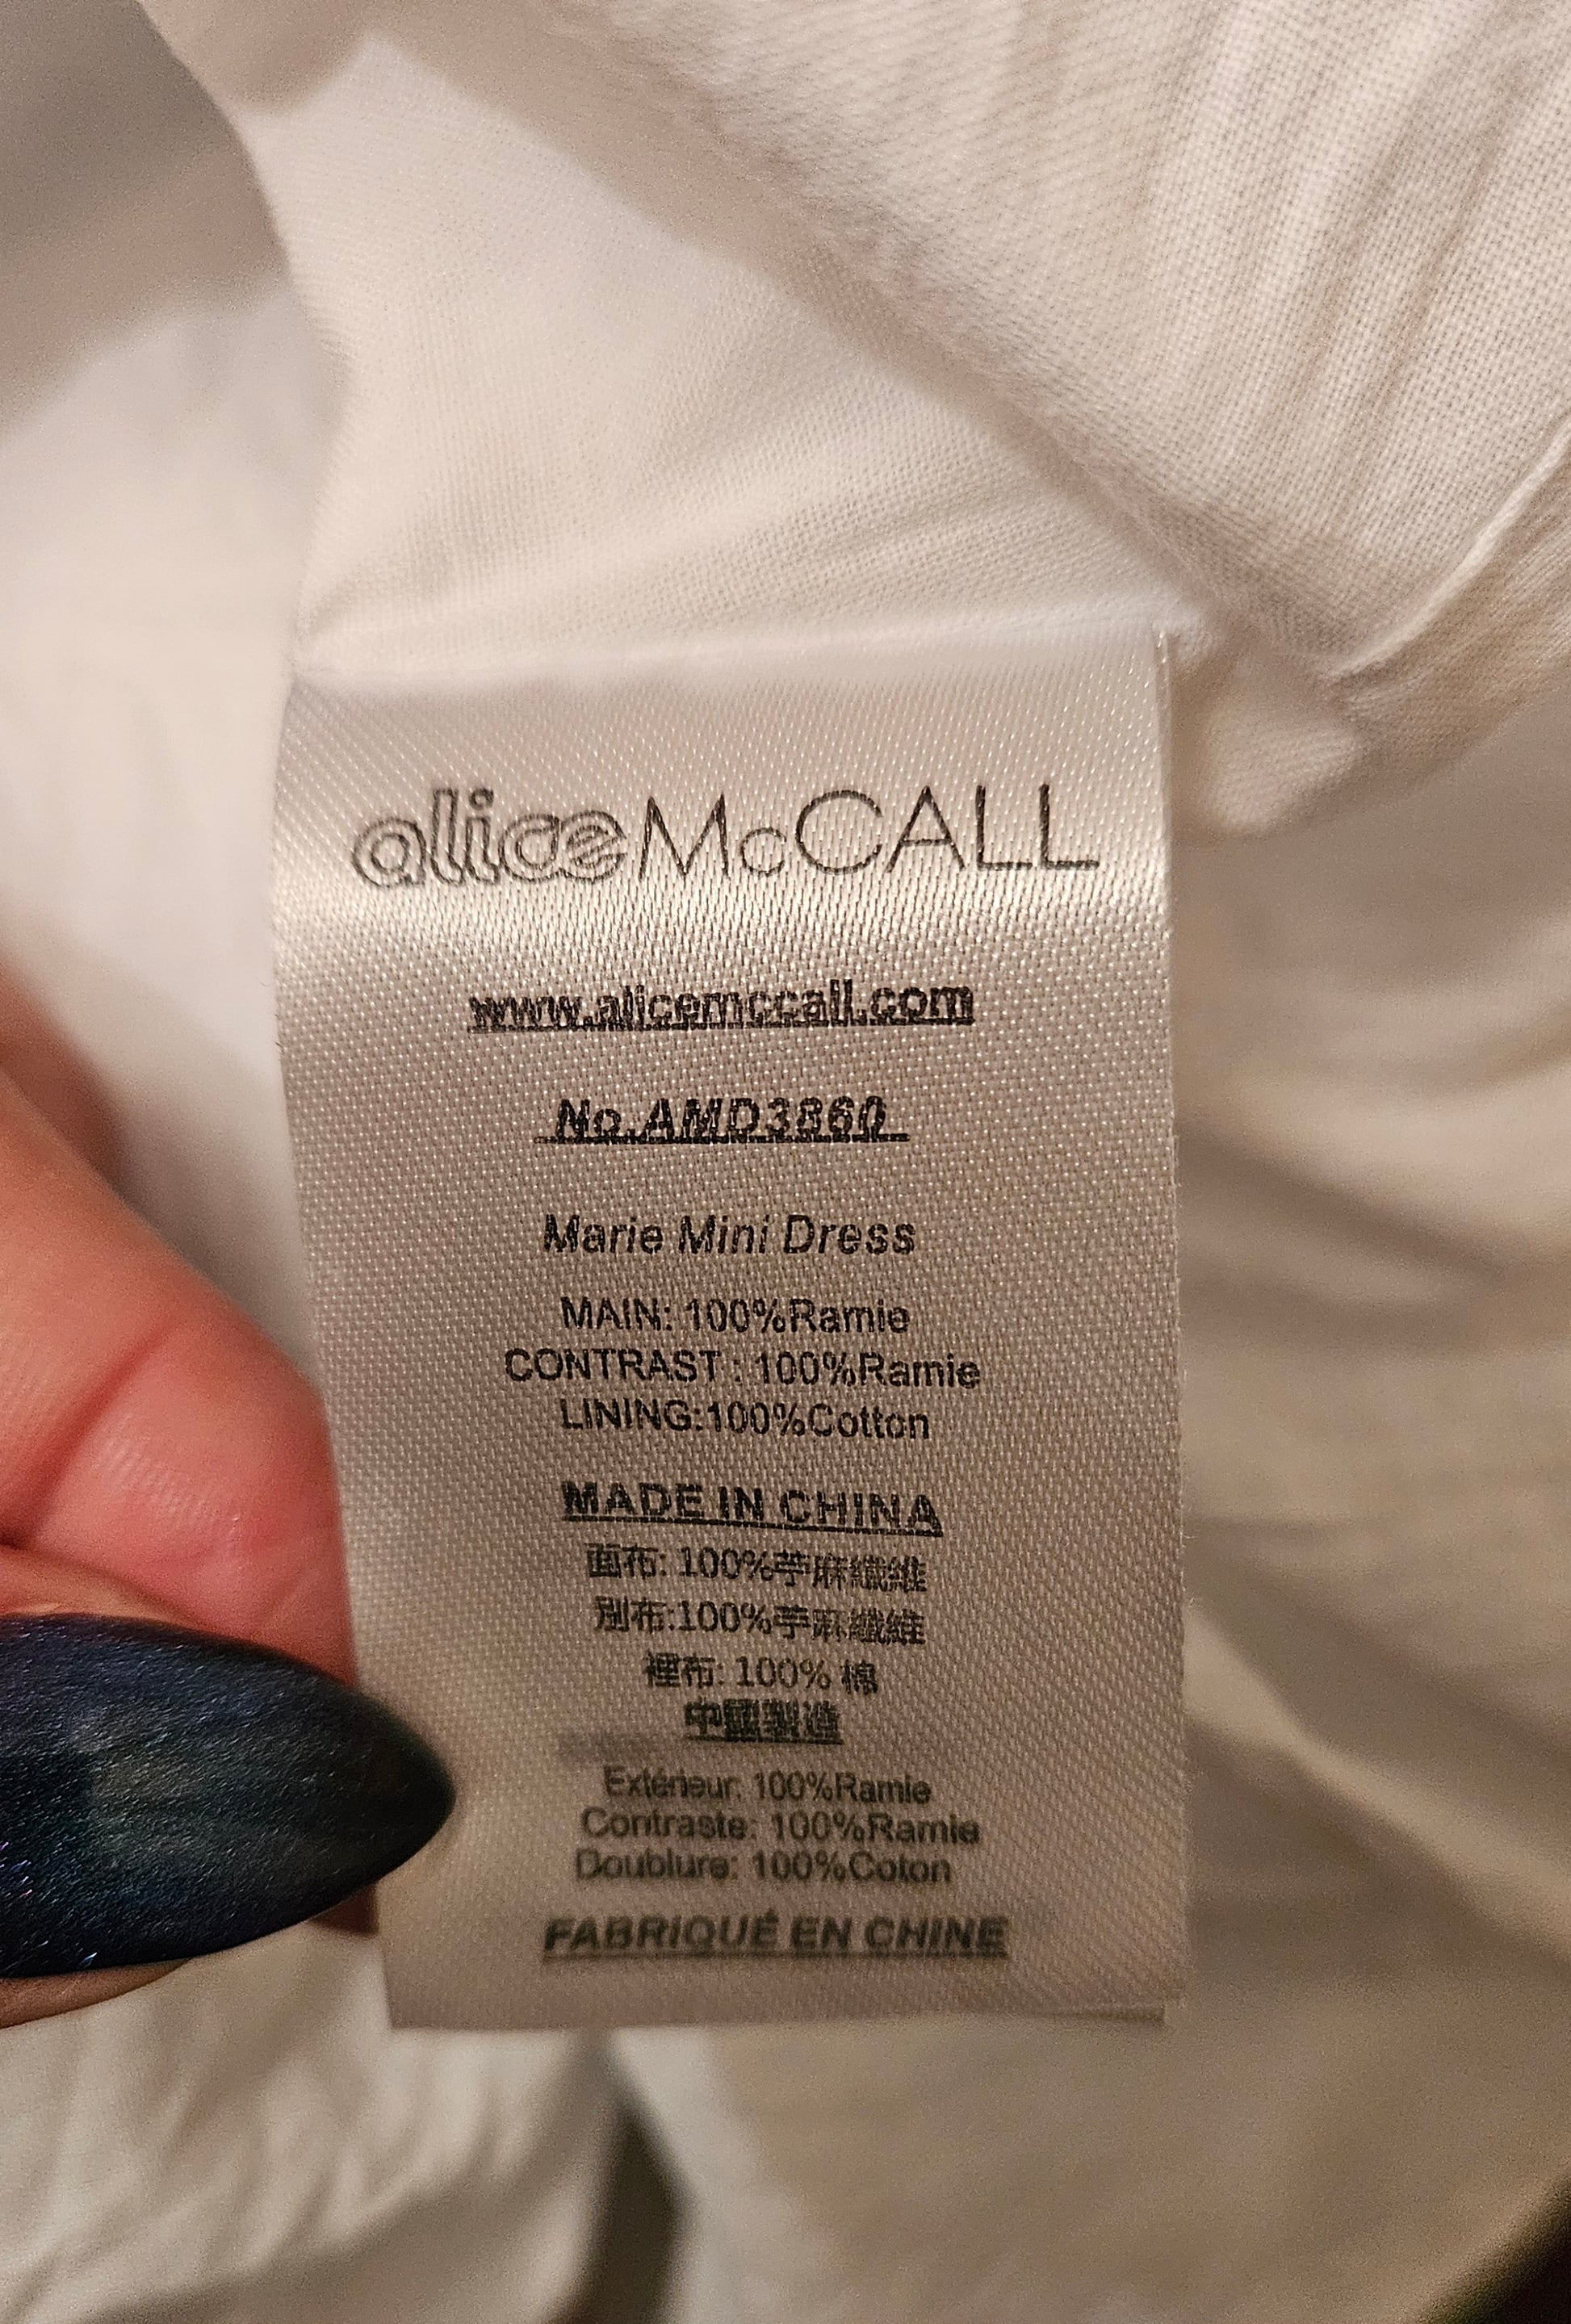 alice McCALL
www.alicemccall.com
No.AMD3860
Marie Mini Dress
MAIN: 100%Ramie
CONTRAST : 100%Ramie
LINING:100%Cotton
MADE IN CHINA
面布: 100%苧麻纖維
別布:100%苧麻纖維
裡布: 100% 棉
中國製造
Extérieur: 100%Ramie
Contraste: 100%Ramie
Doublure: 100%Coton
FABRIQUÉ EN CHINE